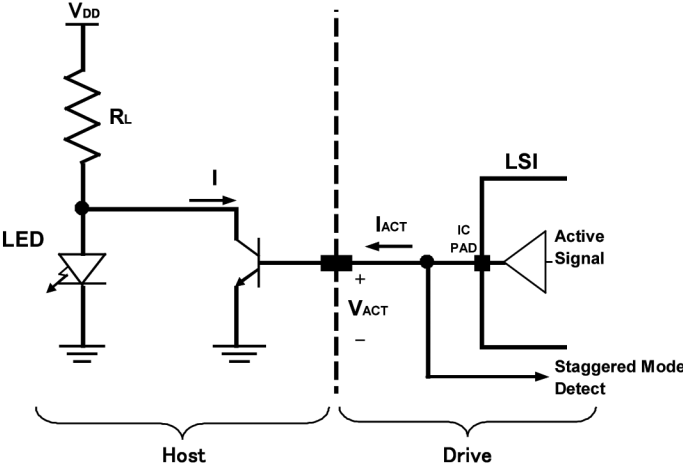 VDD
RL
I
LED
LSI
IACT
IC
PAD
Active
Signal
+
VACT
−
Staggered Mode
Detect
Host
Drive